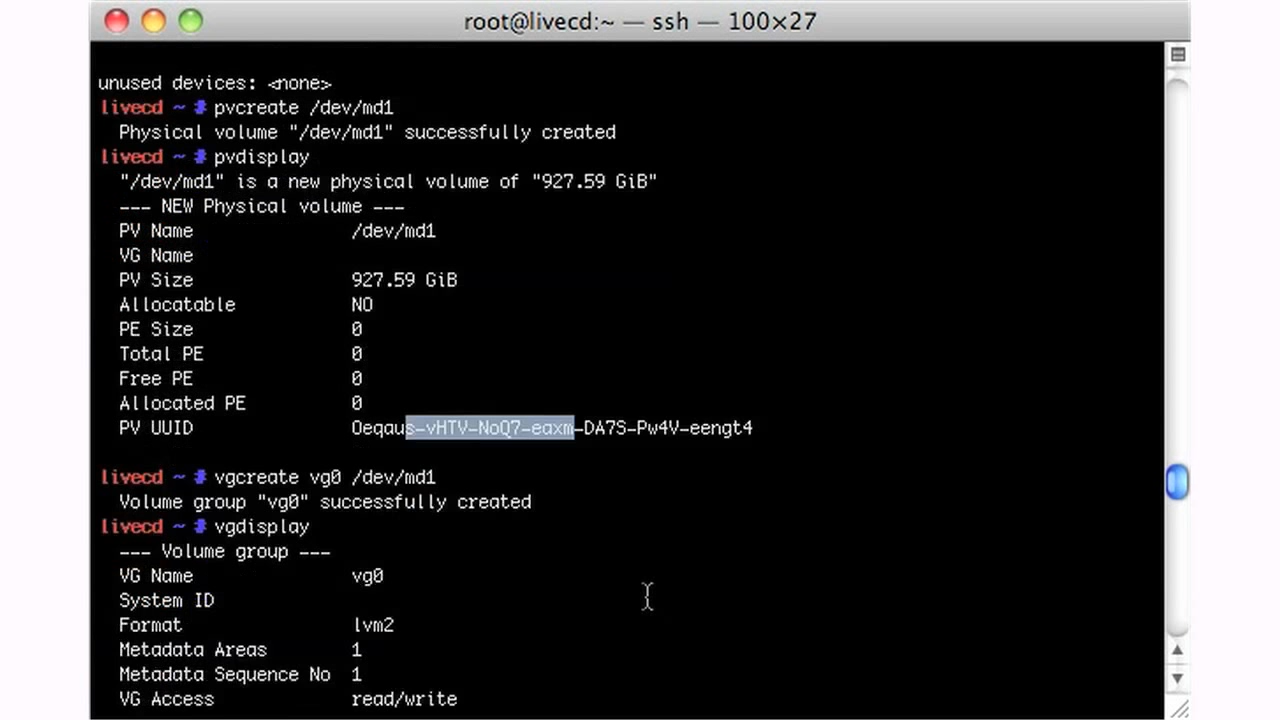 root@livecd:~ — ssh — 100×27
unused devices: <none>
livecd ~ # pvcreate /dev/md1
Physical volume "/dev/md1" successfully created
livecd ~ # pvdisplay
"/dev/md1" is a new physical volume of "927.59 GiB"
--- NEW Physical volume ---
PV Name /dev/md1
VG Name
PV Size 927.59 GiB
Allocatable NO
PE Size 0
Total PE 0
Free PE 0
Allocated PE 0
PV UUID Oeqaus-vHTV-NoQ7-eaxm-DA7S-Pw4V-eengt4
livecd ~ # vgcreate vg0 /dev/md1
Volume group "vg0" successfully created
livecd ~ # vgdisplay
--- Volume group ---
VG Name vg0
System ID
Format lvm2
Metadata Areas 1
Metadata Sequence No 1
VG Access read/write